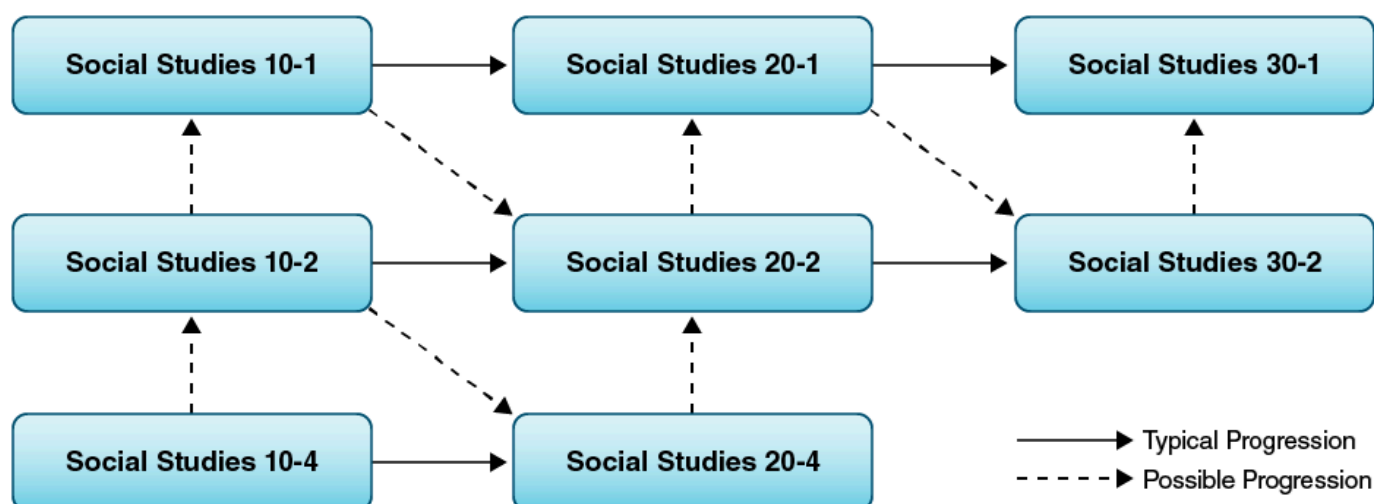 Social Studies 10-1
Social Studies 20-1
Social Studies 30-1
Social Studies 10-2
Social Studies 20-2
Social Studies 30-2
Social Studies 10-4
Social Studies 20-4
Typical Progression
Possible Progression